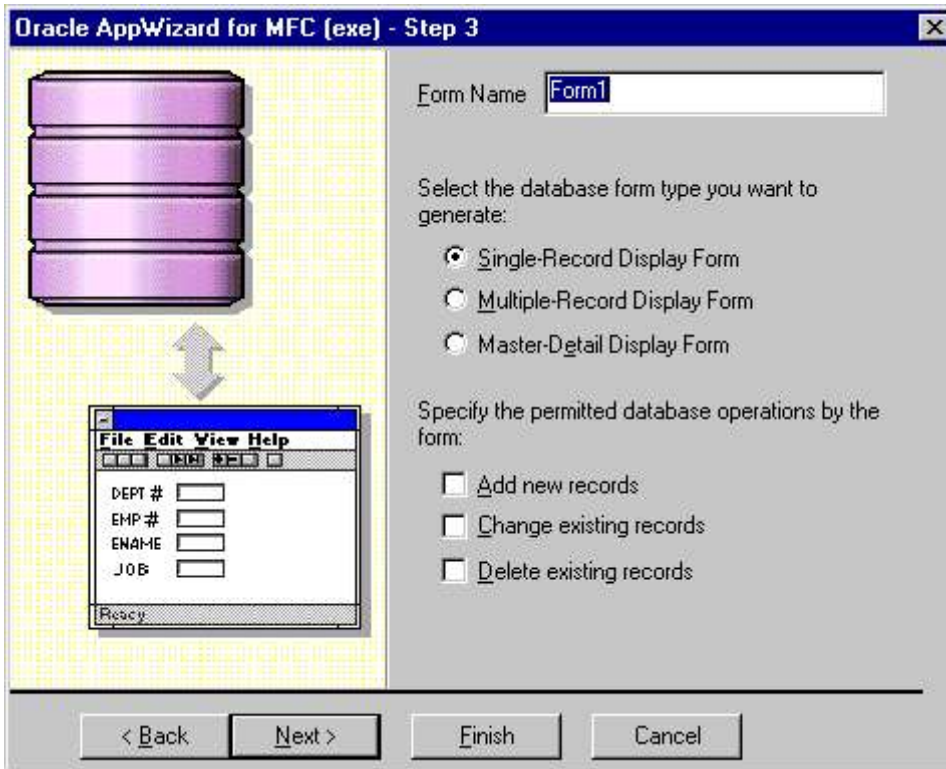 Oracle AppWizard for MFC (exe) - Step 3
Form Name Form1
Select the database form type you want to
generate:
Single-Record Display Form
Multiple-Record Display Form
Master-Detail Display Form
Specify the permitted database operations by the
form:
Add new records
Change existing records
Delete existing records
File Edit View Help
DEPT #
EMP #
ENAME
JOB
Ready
< Back
Next >
Finish
Cancel